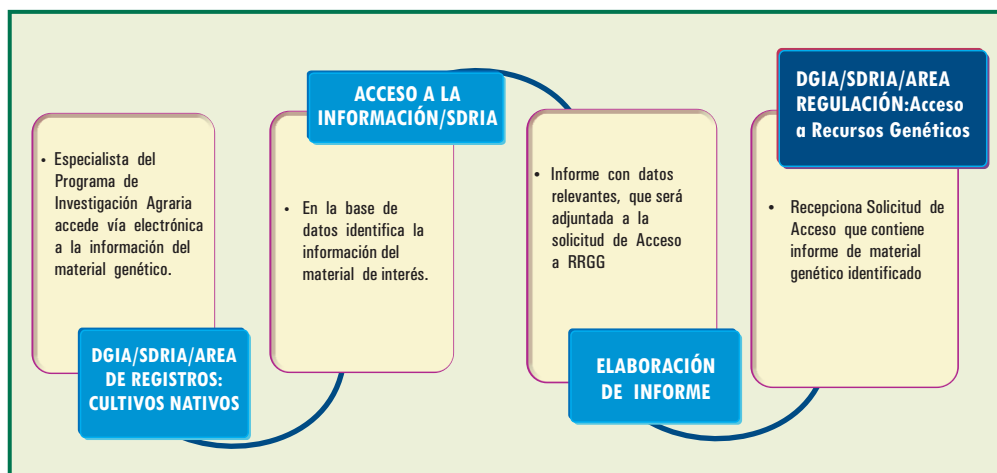 • Especialista del
Programa de
Investigación Agraria
accede vía electrónica
a la información del
material genético.
DGIA/SDRIA/AREA
DE REGISTROS:
CULTIVOS NATIVOS
ACCESO A LA
INFORMACIÓN/SDRIA
• En la base de
datos identifica la
información del
material de interés.
• Informe con datos
relevantes, que será
adjuntada a la
solicitud de Acceso
a RRGG
ELABORACIÓN
DE INFORME
DGIA/SDRIA/AREA
REGULACIÓN:Acceso
a Recursos Genéticos
• Recepciona Solicitud de
Acceso que contiene
informe de material
genético identificado